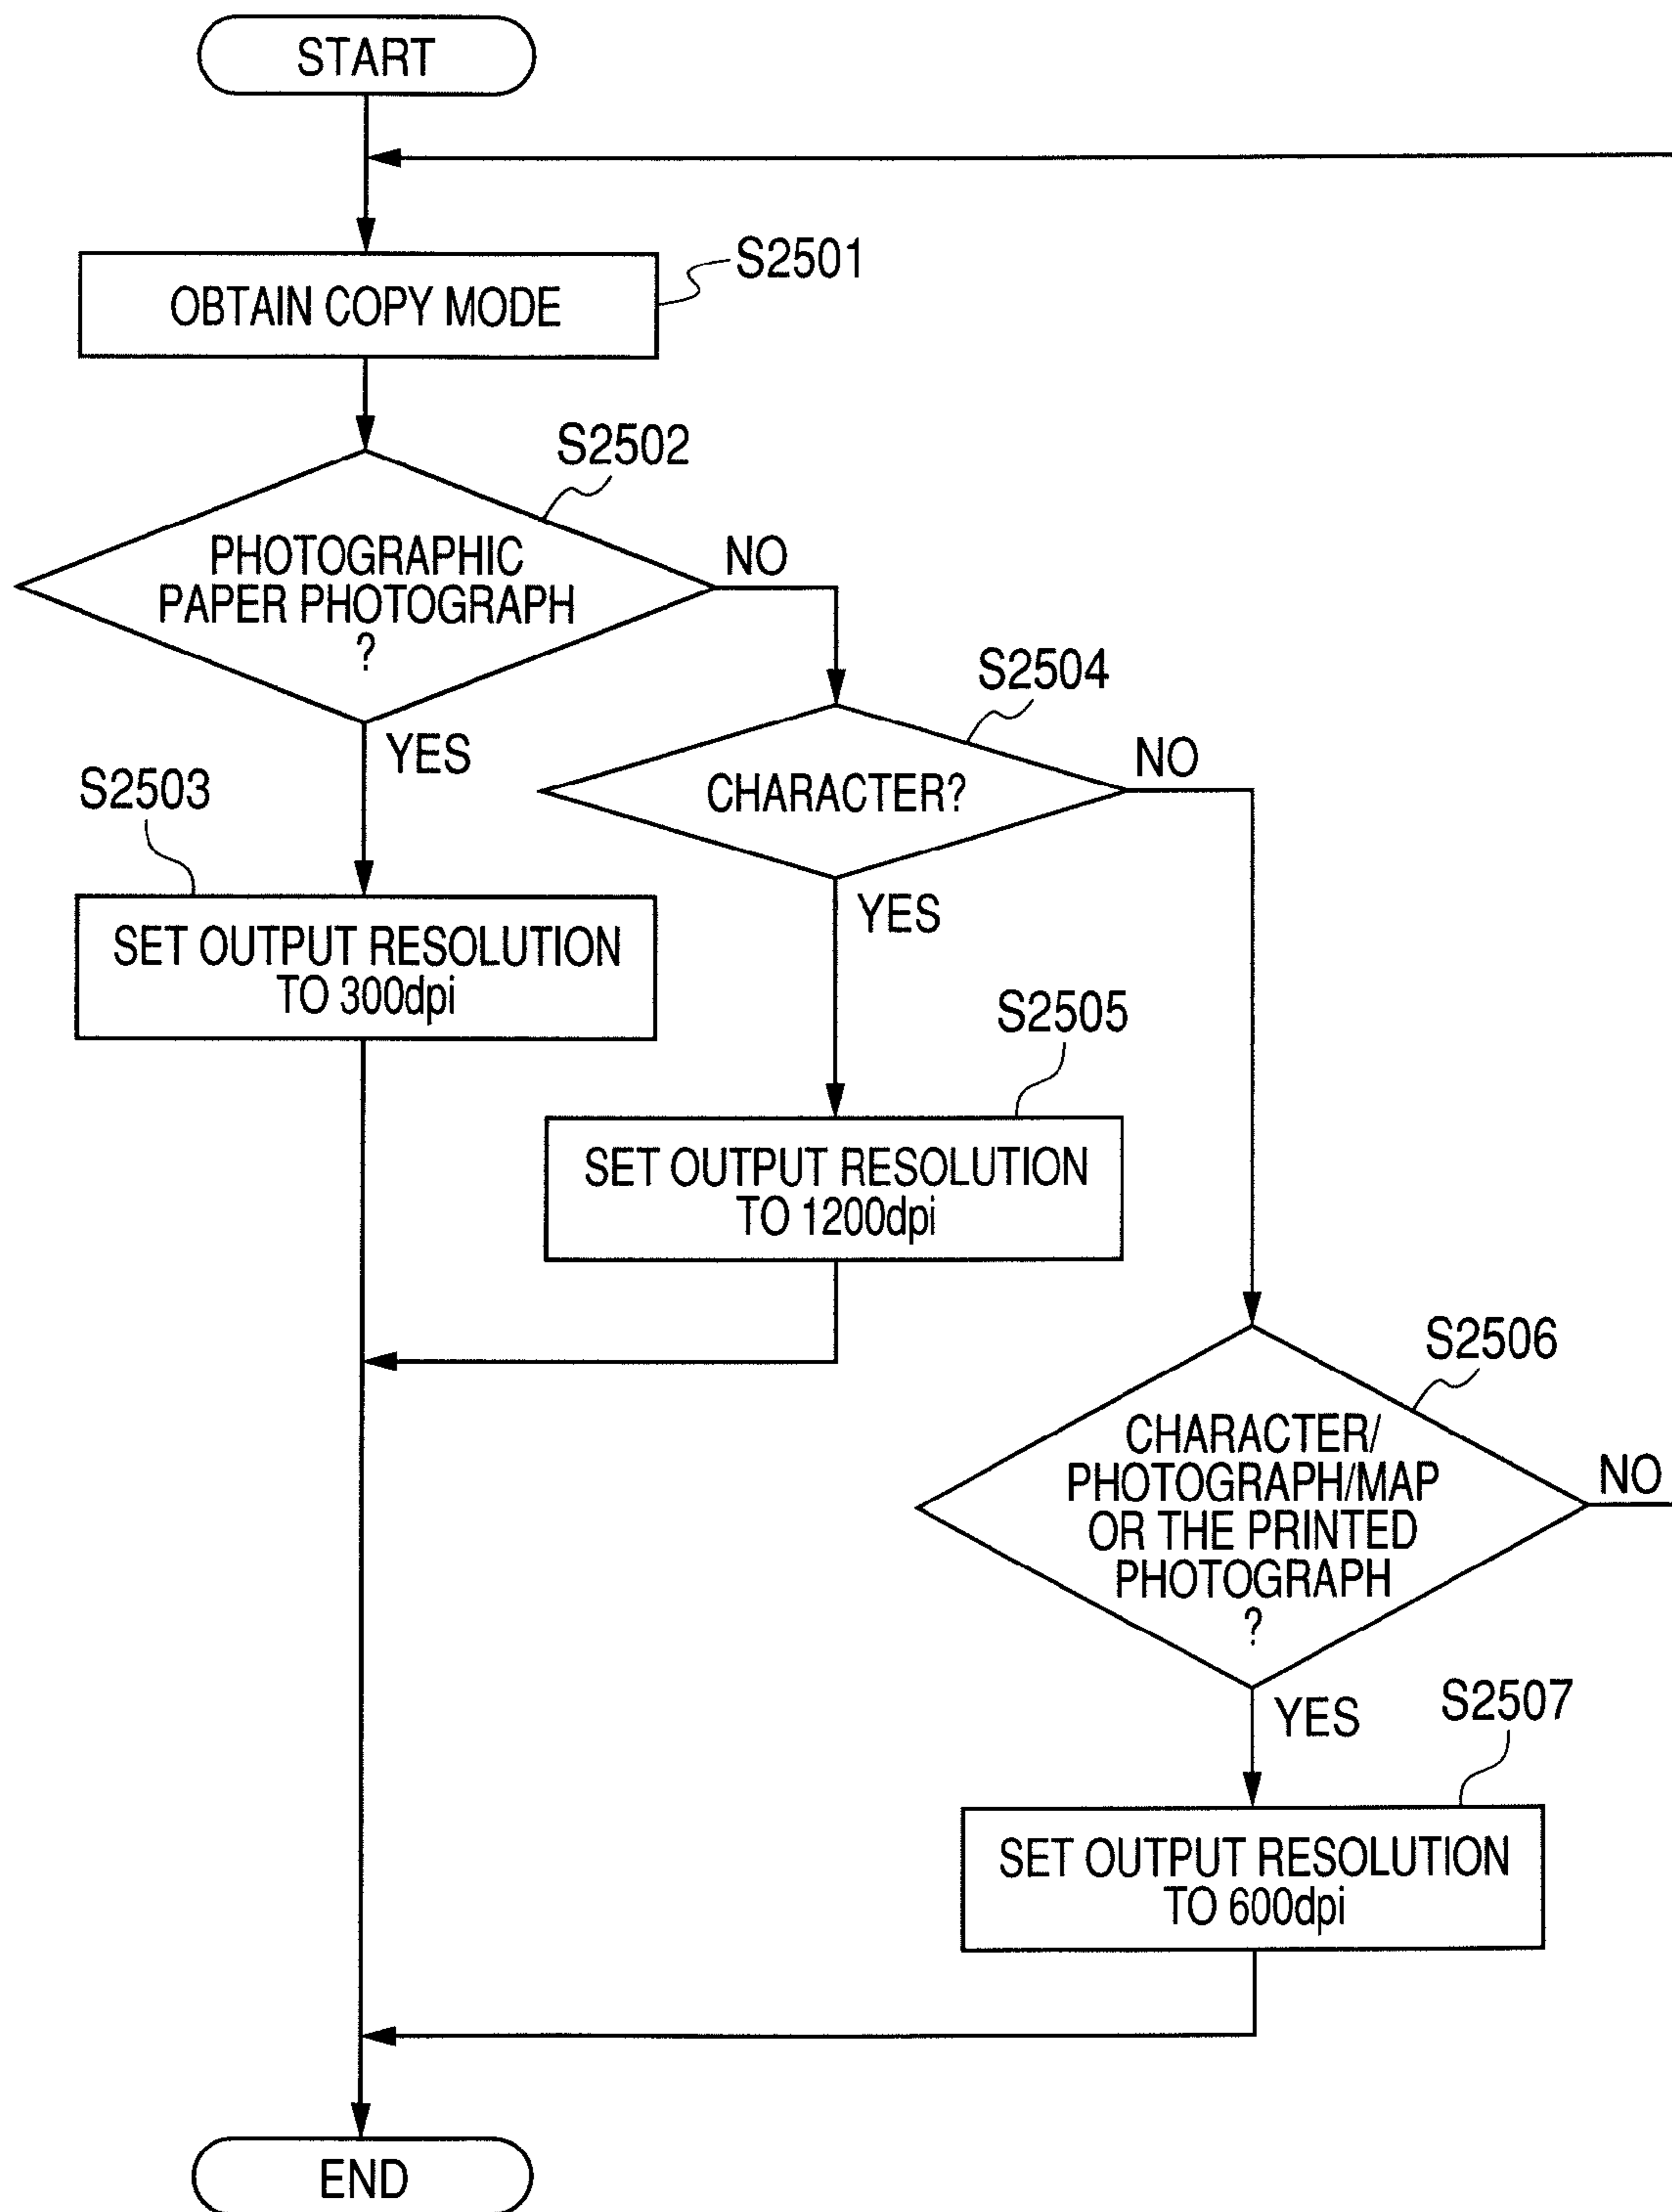 START
OBTAIN COPY MODE
S2501
S2502
PHOTOGRAPHIC
PAPER PHOTOGRAPH
?
NO
YES
S2503
SET OUTPUT RESOLUTION
TO 300dpi
S2504
CHARACTER?
NO
YES
S2505
SET OUTPUT RESOLUTION
TO 1200dpi
S2506
CHARACTER/
PHOTOGRAPH/MAP
OR THE PRINTED
PHOTOGRAPH
?
NO
YES
S2507
SET OUTPUT RESOLUTION
TO 600dpi
END